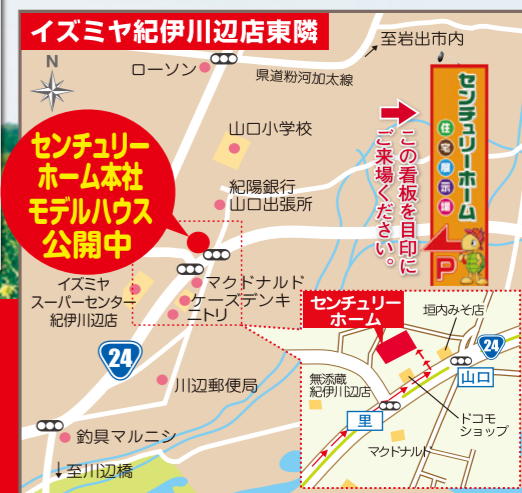 イズミヤ紀伊川辺店東隣
至岩出市内
N
ローソン
県道粉河加太線
センチュリーホーム
住宅展示場
P
この看板を目印に
ご来場ください。
山口小学校
センチュリー
ホーム本社
モデルハウス
公開中
紀陽銀行
山口出張所
マクドナルド
ケーズデンキ
ニトリ
イズミヤ
スーパーセンター
紀伊川辺店
24
川辺郵便局
釣具マルニシ
至川辺橋
センチュリー
ホーム
垣内みそ店
24
山口
無添蔵
紀伊川辺店
里
ドコモ
ショップ
マクドナルド